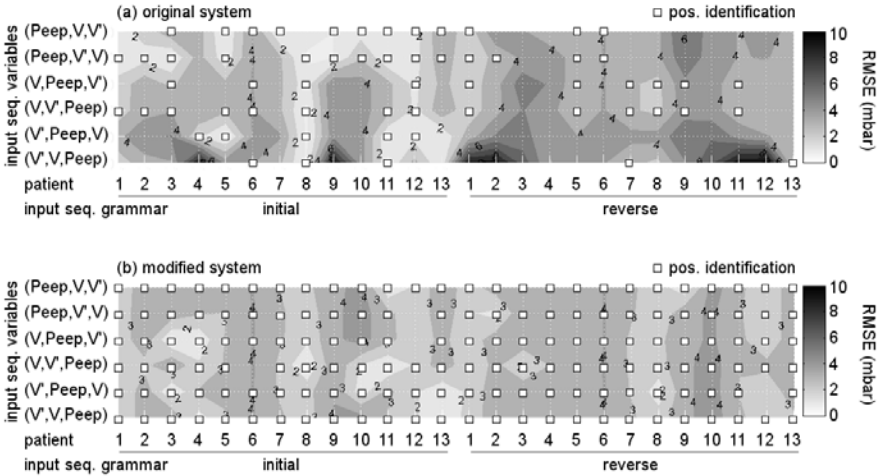 (a) original system □ pos. identification
(Peep,V,V')
(Peep,V',V)
(V,Peep,V')
(V,V',Peep)
(V',Peep,V)
(V',V,Peep)
input seq. variables
10
8
6
4
2
0
RMSE (mbar)
patient 1 2 3 4 5 6 7 8 9 10 11 12 13 1 2 3 4 5 6 7 8 9 10 11 12 13
input seq. grammar initial reverse
(b) modified system □ pos. identification
(Peep,V,V')
(Peep,V',V)
(V,Peep,V')
(V,V',Peep)
(V',Peep,V)
(V',V,Peep)
input seq. variables
10
8
6
4
2
0
RMSE (mbar)
patient 1 2 3 4 5 6 7 8 9 10 11 12 13 1 2 3 4 5 6 7 8 9 10 11 12 13
input seq. grammar initial reverse